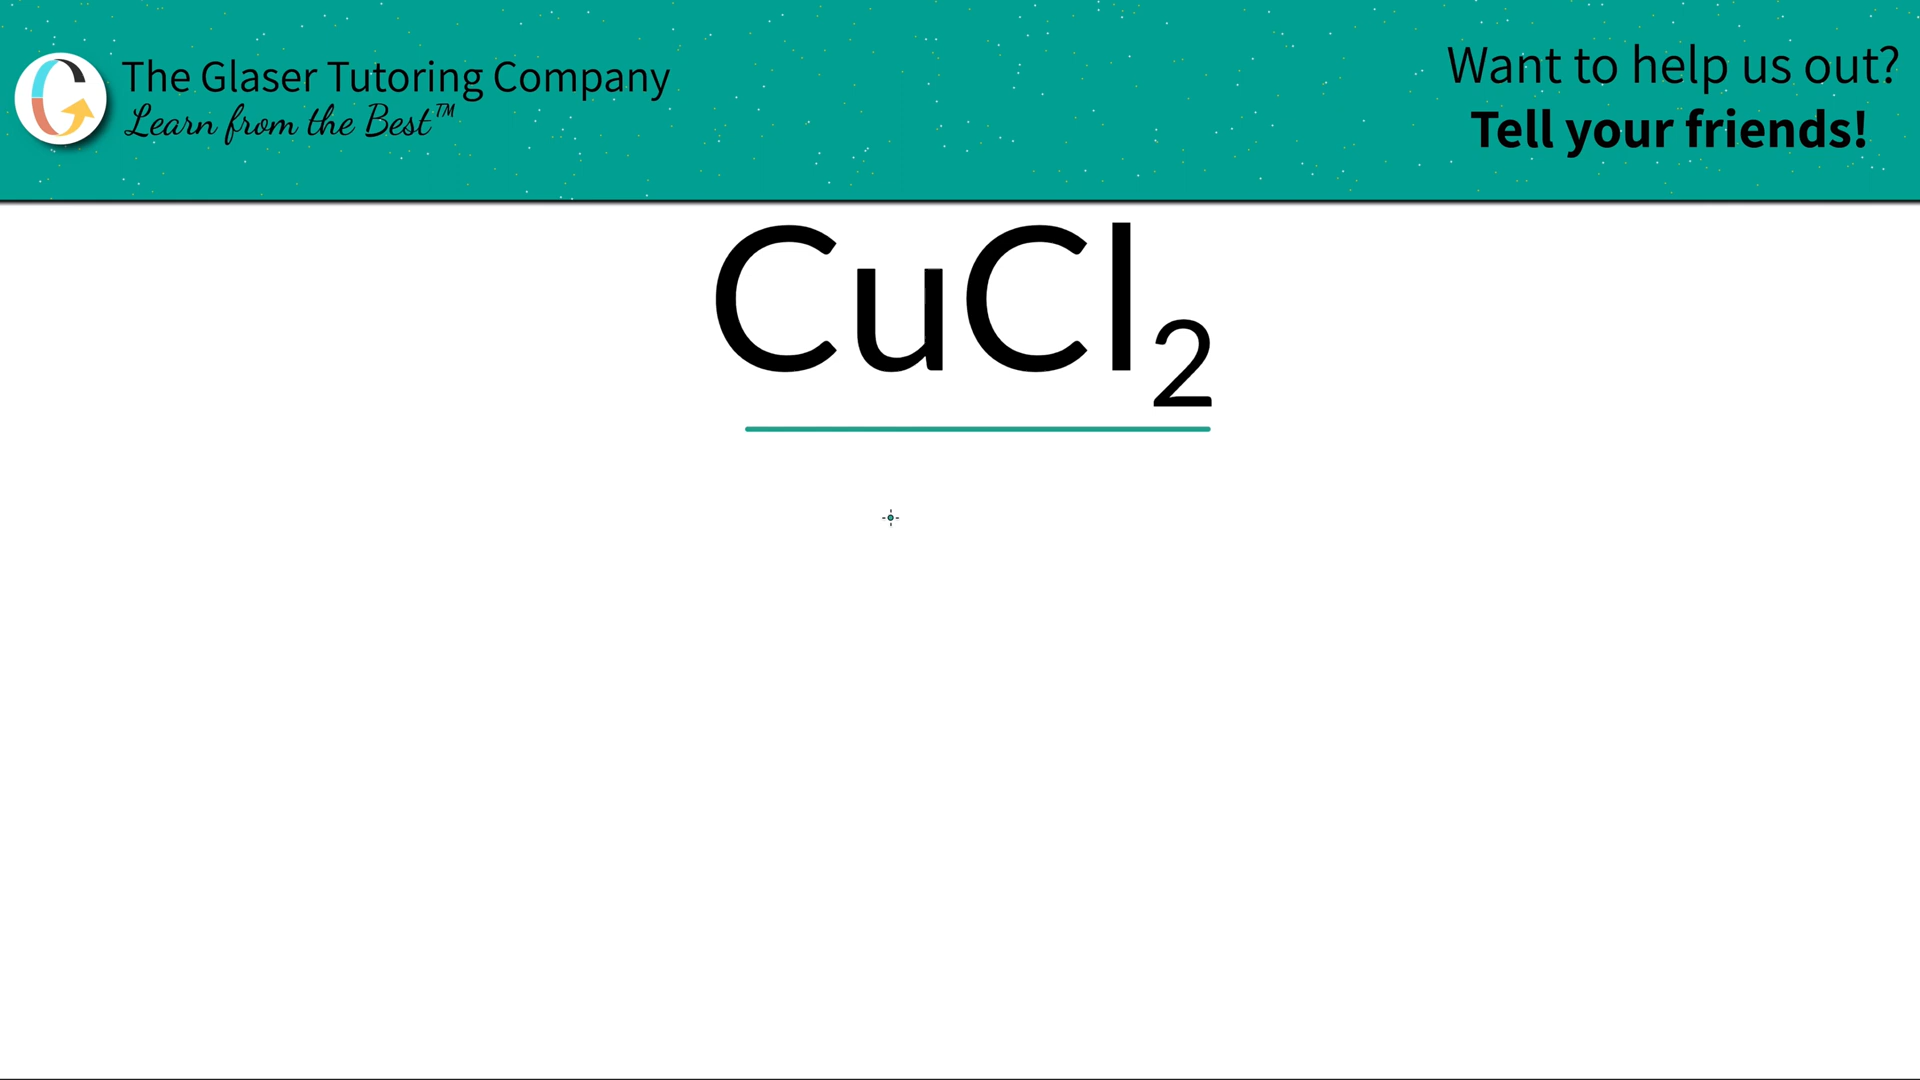 The Glaser Tutoring Company
Learn from the Best™
Want to help us out?
Tell your friends!
CuCl₂